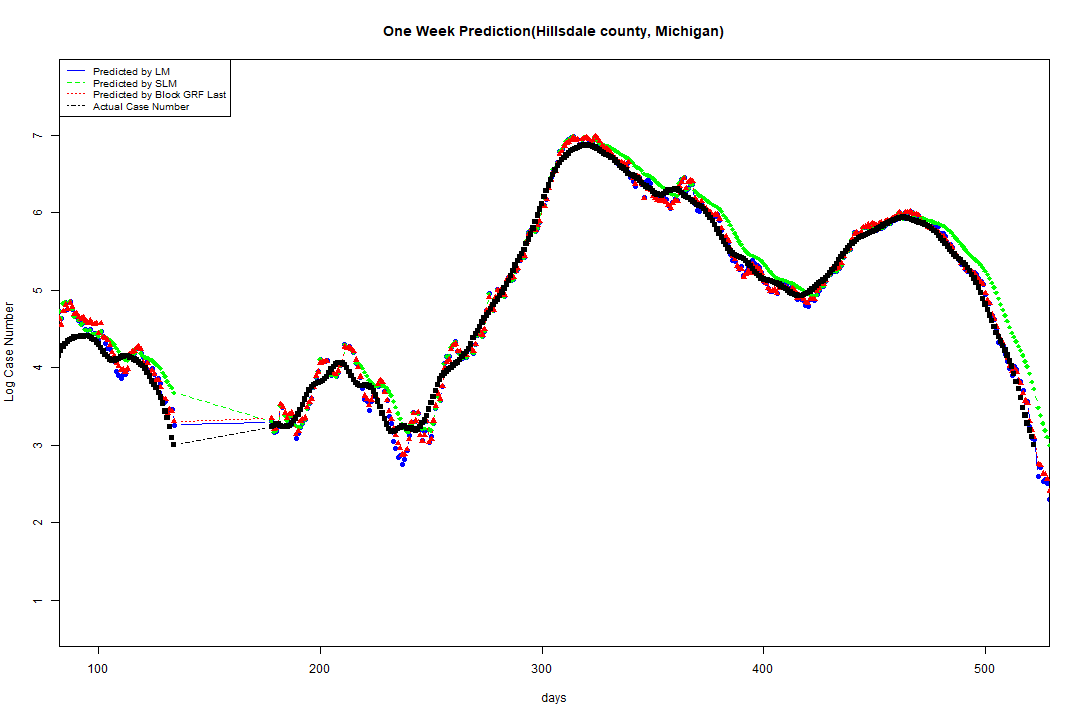 One Week Prediction(Hillsdale county, Michigan)
Predicted by LM
Predicted by SLM
Predicted by Block GRF Last
Actual Case Number
7
6
5
4
3
2
1
Log Case Number
100 200 300 400 500
days